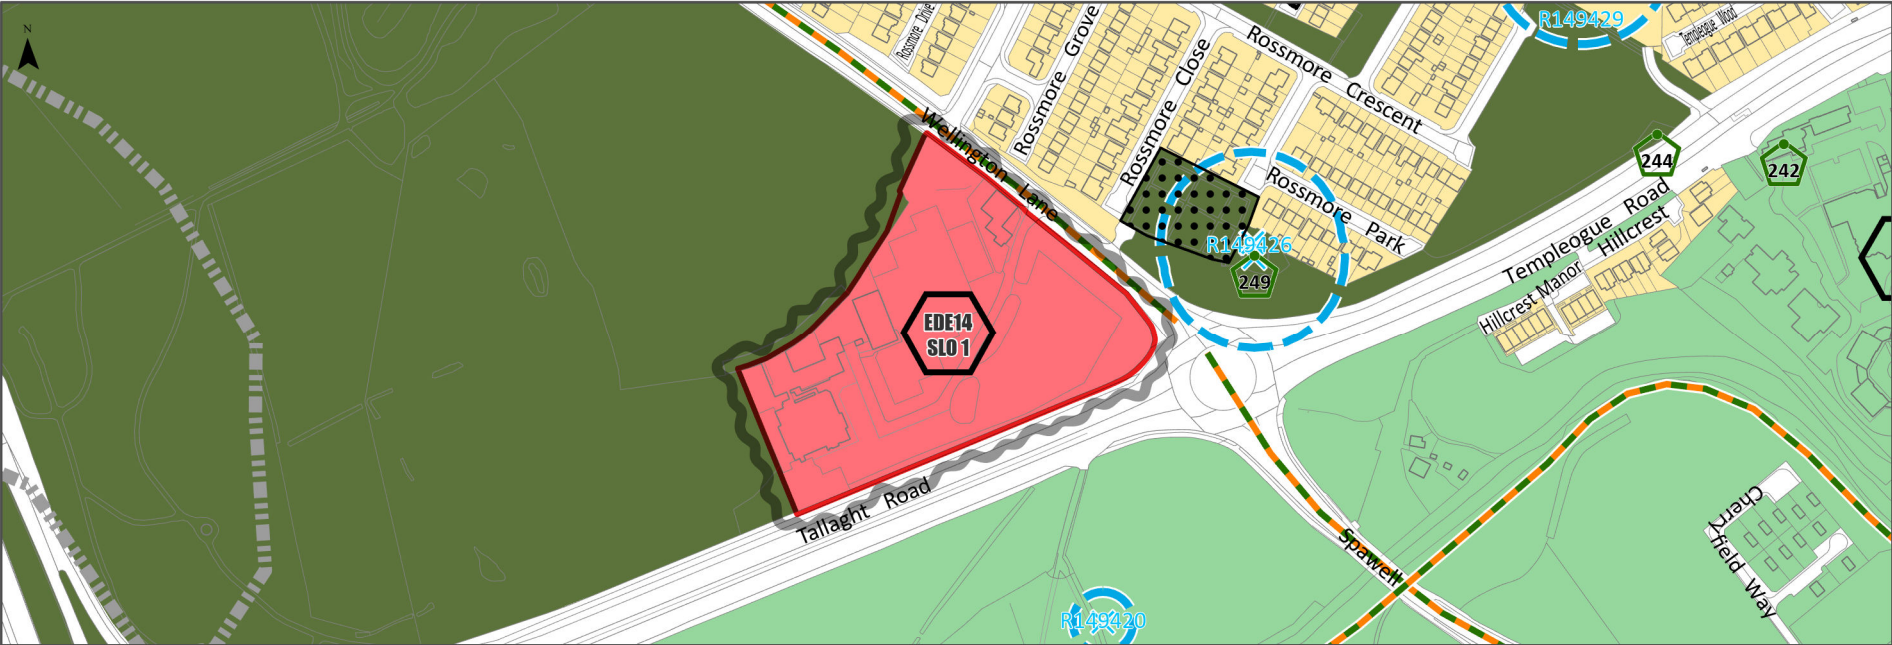 N
Rossmore Drive
Rossmore Grove
Rossmore Close
Rossmore Crescent
R149429
Templeogue Wood
Wellington Lane
Rossmore Park
R149426
249
244
242
Templeogue Road
Hillcrest
Hillcrest Manor
EDE14
SLO 1
Tallaght Road
Spawell
Cherryfield Way
R149420